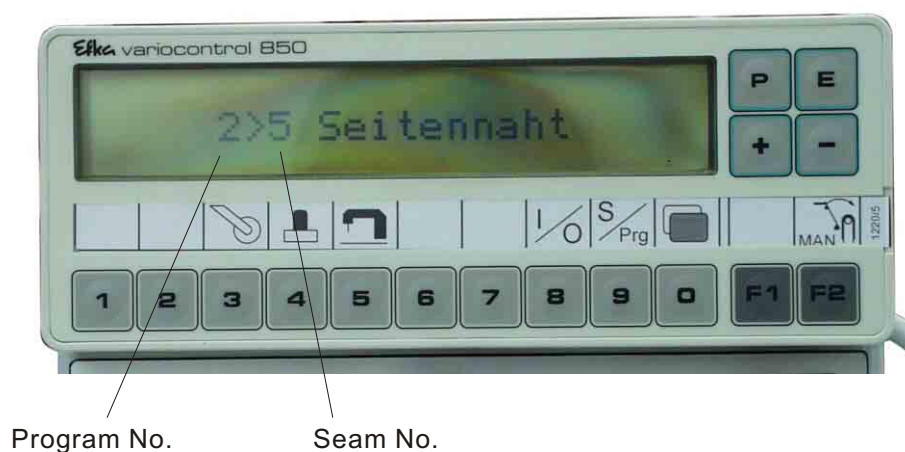 Efka variocontrol 850
P E
2>5 Seitennaht
+ -
I/O S/Prg MAN 1220/5
1 2 3 4 5 6 7 8 9 0 F1 F2
Program No. Seam No.